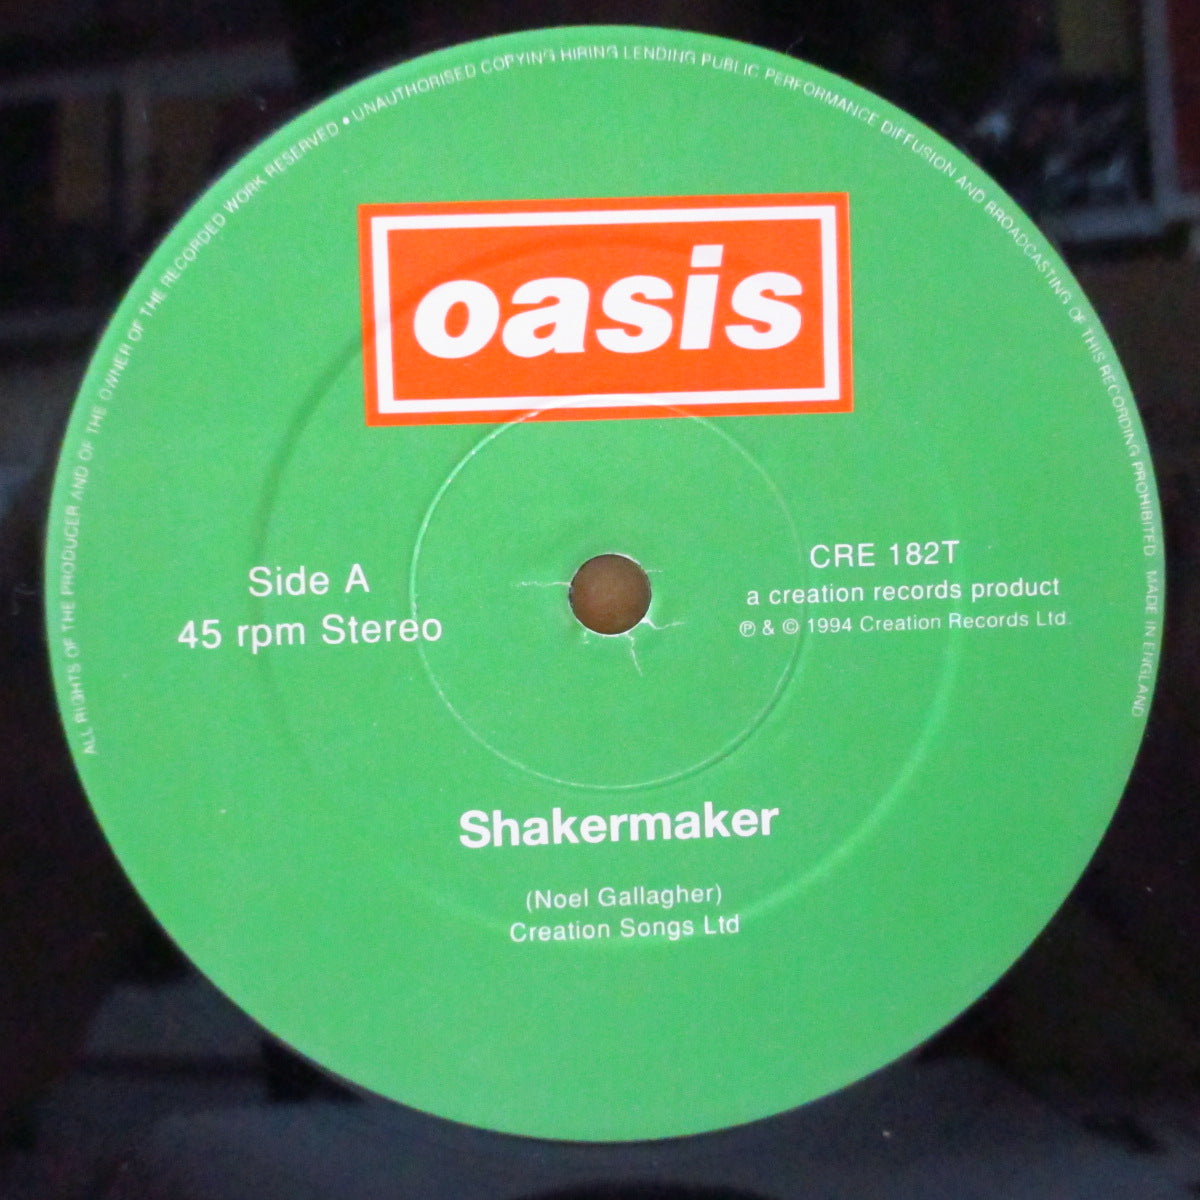 ALL RIGHTS OF THE PRODUCER AND OF THE OWNER OF THE RECORDED WORK RESERVED • UNAUTHORISED COPYING HIRING LENDING PUBLIC PERFORMANCE DIFFUSION AND BROADCASTING OF THIS RECORDING PROHIBITED MADE IN ENGLAND
oasis
Side A
45 rpm Stereo
CRE 182T
a creation records product
℗ & © 1994 Creation Records Ltd.
Shakermaker
(Noel Gallagher)
Creation Songs Ltd